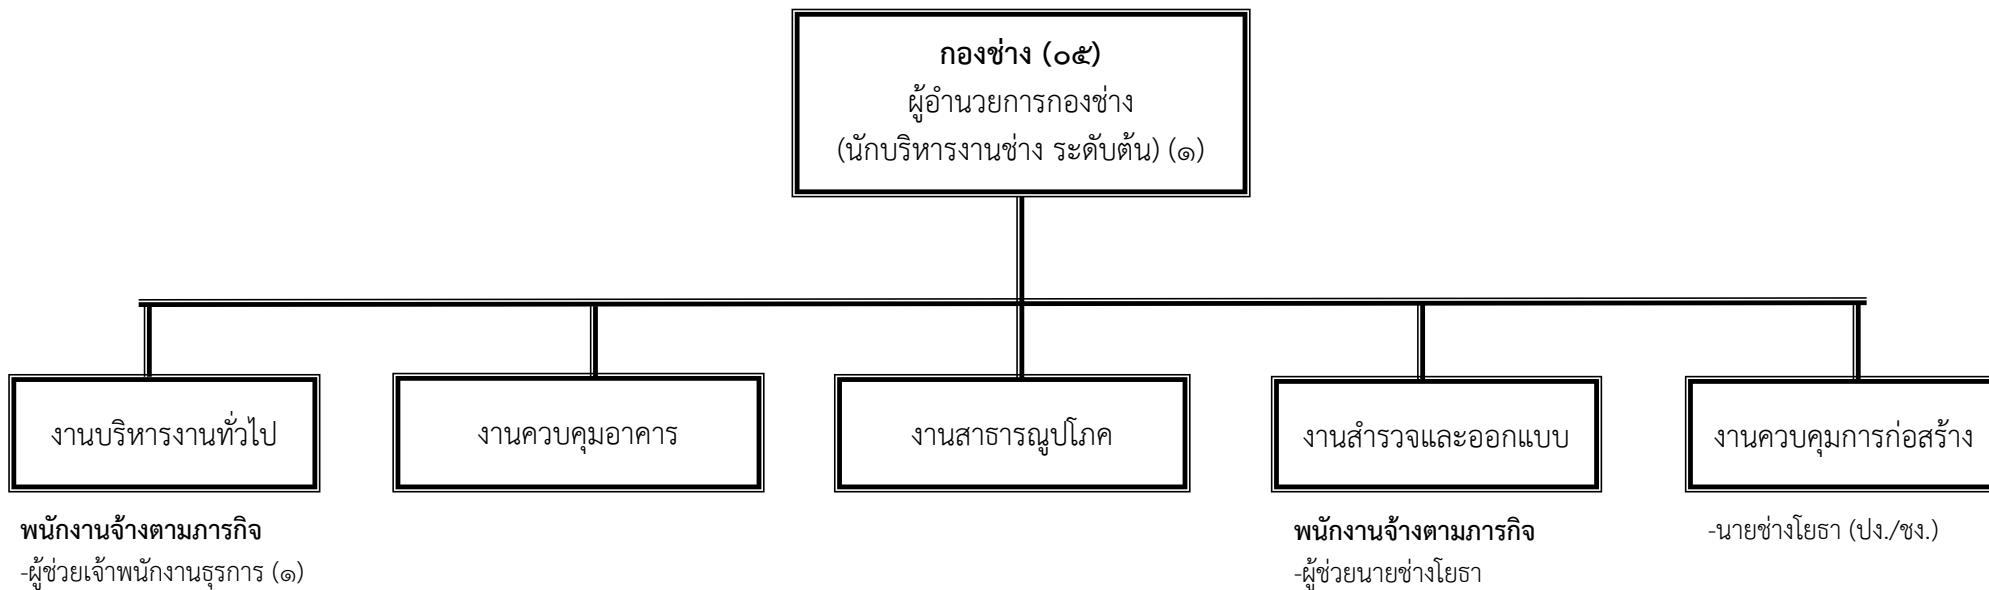 กองช่าง (๐๕)
ผู้อำนวยการกองช่าง
(นักบริหารงานช่าง ระดับต้น) (๑)
งานบริหารงานทั่วไป
งานควบคุมอาคาร
งานสาธารณูปโภค
งานสำรวจและออกแบบ
งานควบคุมการก่อสร้าง
พนักงานจ้างตามภารกิจ
-ผู้ช่วยเจ้าพนักงานธุรการ (๑)
พนักงานจ้างตามภารกิจ
-ผู้ช่วยนายช่างโยธา
-นายช่างโยธา (ปง./ชง.)